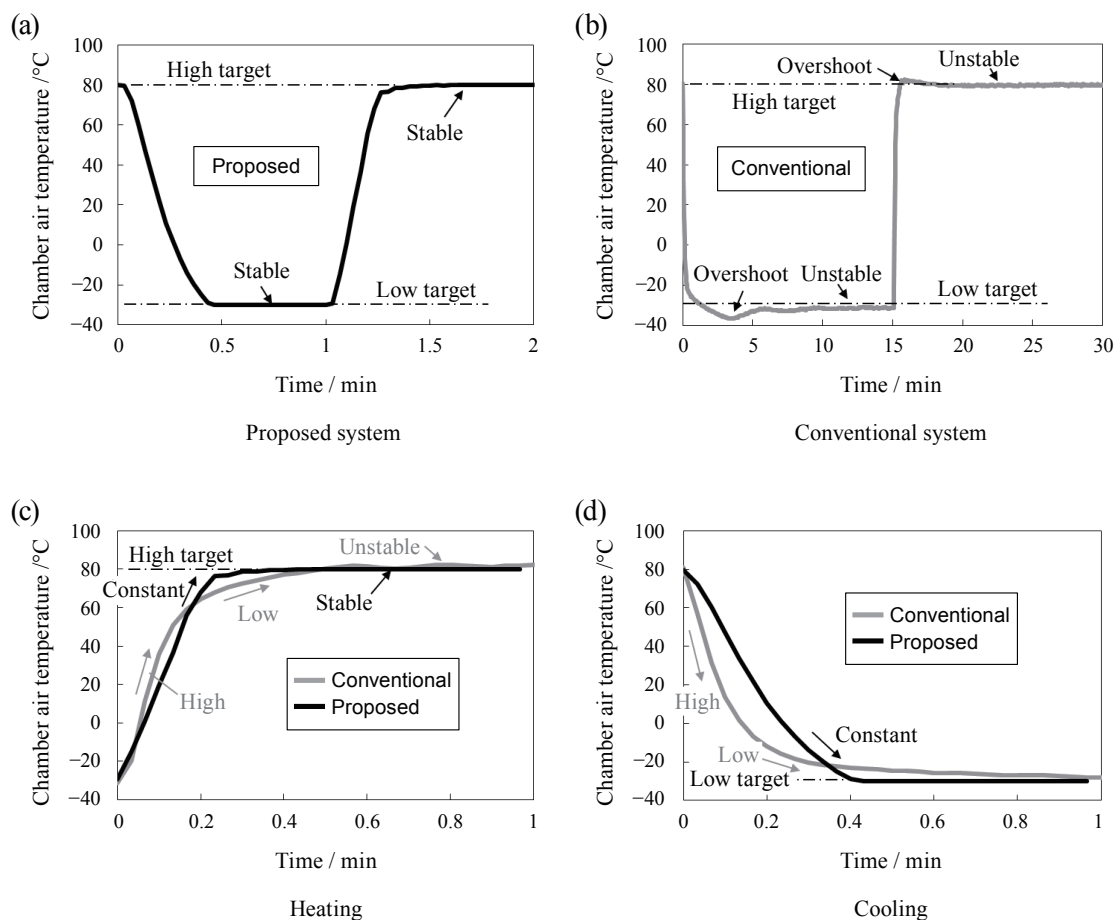 (a)
Chamber air temperature /°C
100
80
60
40
20
0
−20
−40
High target
Stable
Proposed
Stable
Low target
0
0.5
1
1.5
2
Time / min
Proposed system
(b)
Chamber air temperature /°C
100
80
60
40
20
0
−20
−40
Overshoot
Unstable
High target
Conventional
Overshoot
Unstable
Low target
0
5
10
15
20
25
30
Time / min
Conventional system
(c)
Chamber air temperature /°C
100
80
60
40
20
0
−20
−40
High target
Unstable
Constant
Stable
Low
High
Conventional
Proposed
0
0.2
0.4
0.6
0.8
1
Time / min
Heating
(d)
Chamber air temperature /°C
100
80
60
40
20
0
−20
−40
Conventional
Proposed
High
Constant
Low
Low target
0
0.2
0.4
0.6
0.8
1
Time / min
Cooling